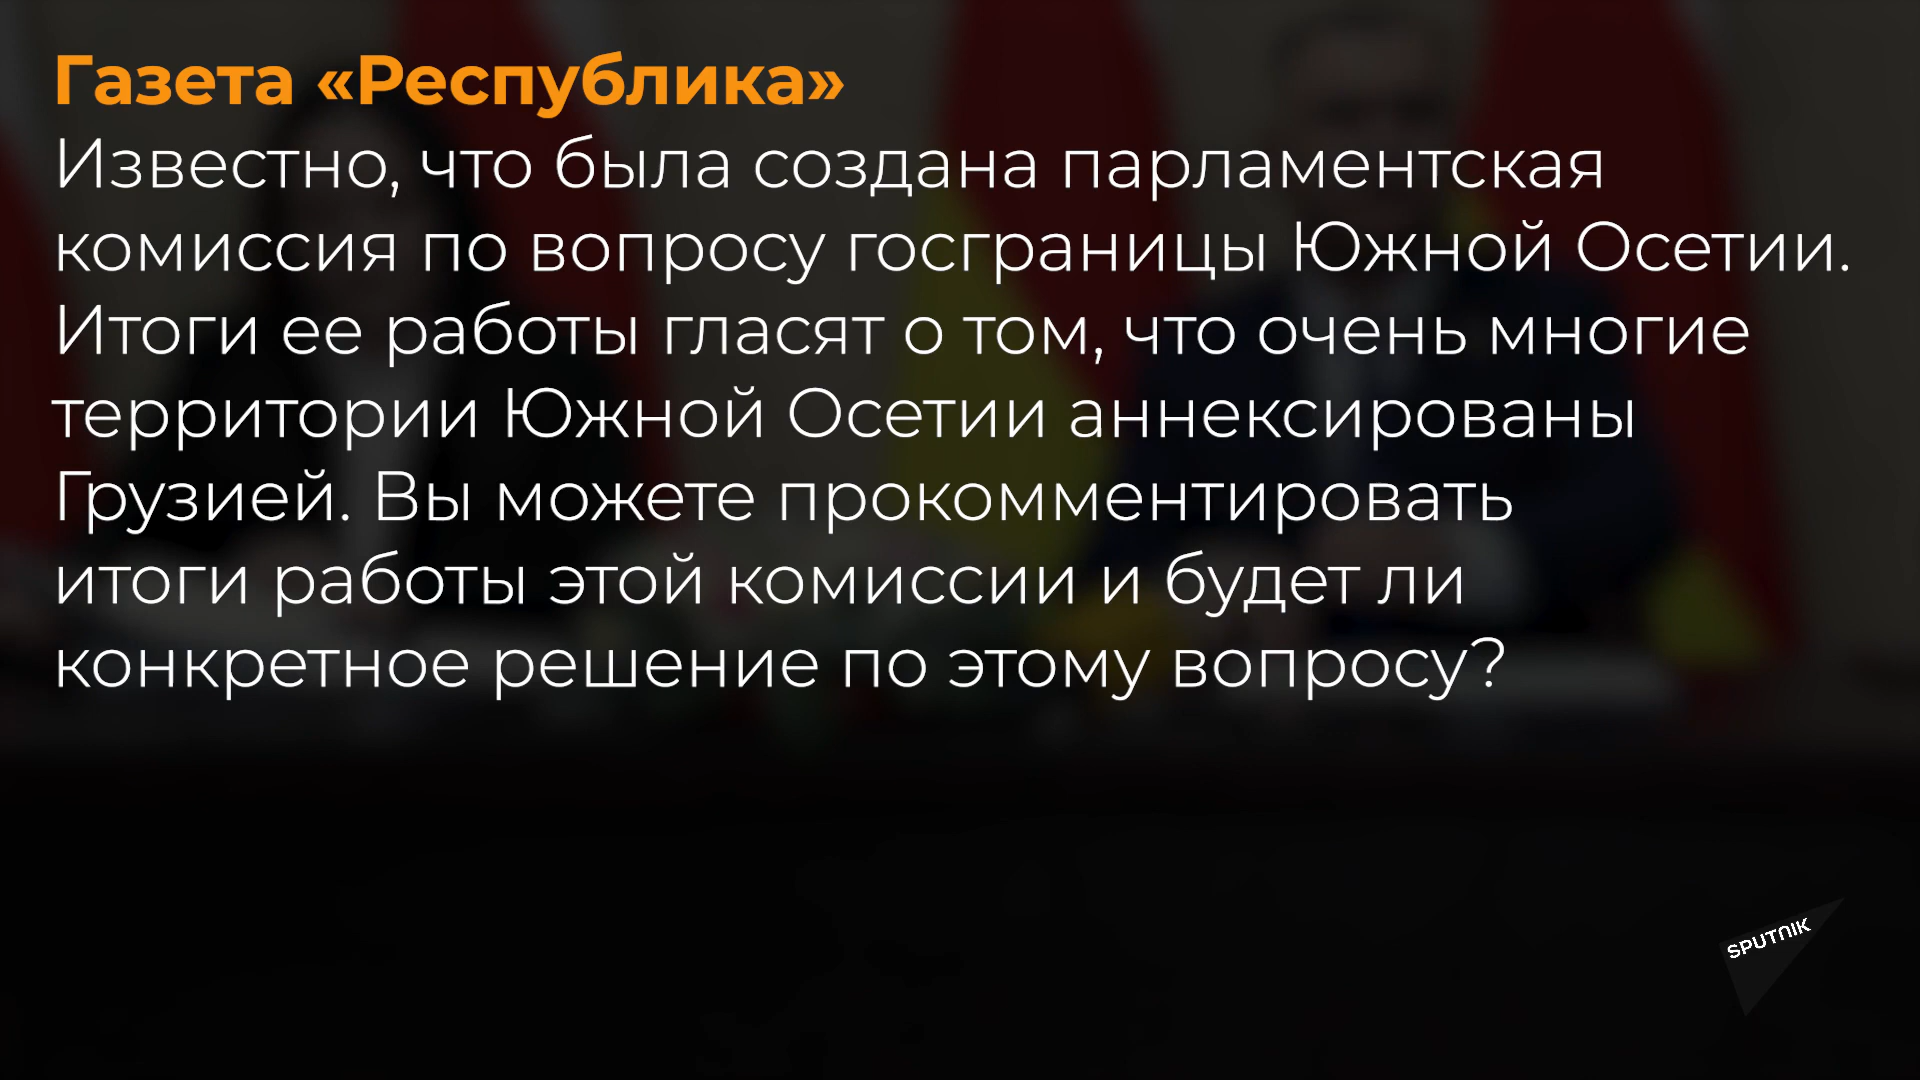 Газета «Республика»
Известно, что была создана парламентская
комиссия по вопросу госграницы Южной Осетии.
Итоги ее работы гласят о том, что очень многие
территории Южной Осетии аннексированы
Грузией. Вы можете прокомментировать
итоги работы этой комиссии и будет ли
конкретное решение по этому вопросу?
SPUTNIK